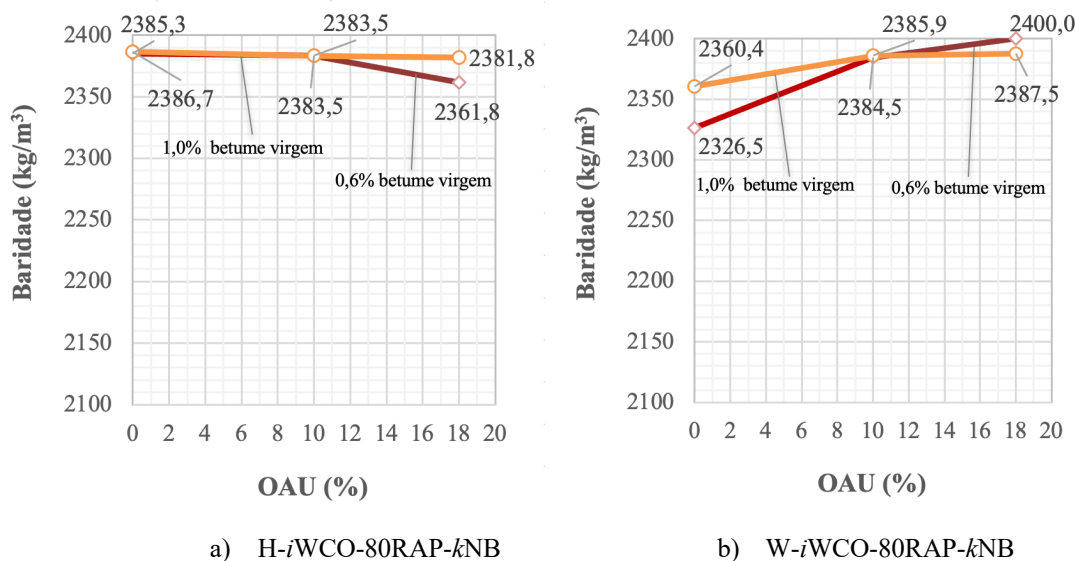 2385,3
2383,5
2400
2381,8
2386,7
2383,5
2361,8
2350
1,0% betume virgem
2300
0,6% betume virgem
2250
2200
2150
2100
0 2 4 6 8 10 12 14 16 18 20
Baridade (kg/m³)
OAU (%)
a) H-iWCO-80RAP-kNB
2360,4
2385,9
2400,0
2400
2384,5
2387,5
2350
2326,5
2300
1,0% betume virgem
0,6% betume virgem
2250
2200
2150
2100
0 2 4 6 8 10 12 14 16 18 20
Baridade (kg/m³)
OAU (%)
b) W-iWCO-80RAP-kNB